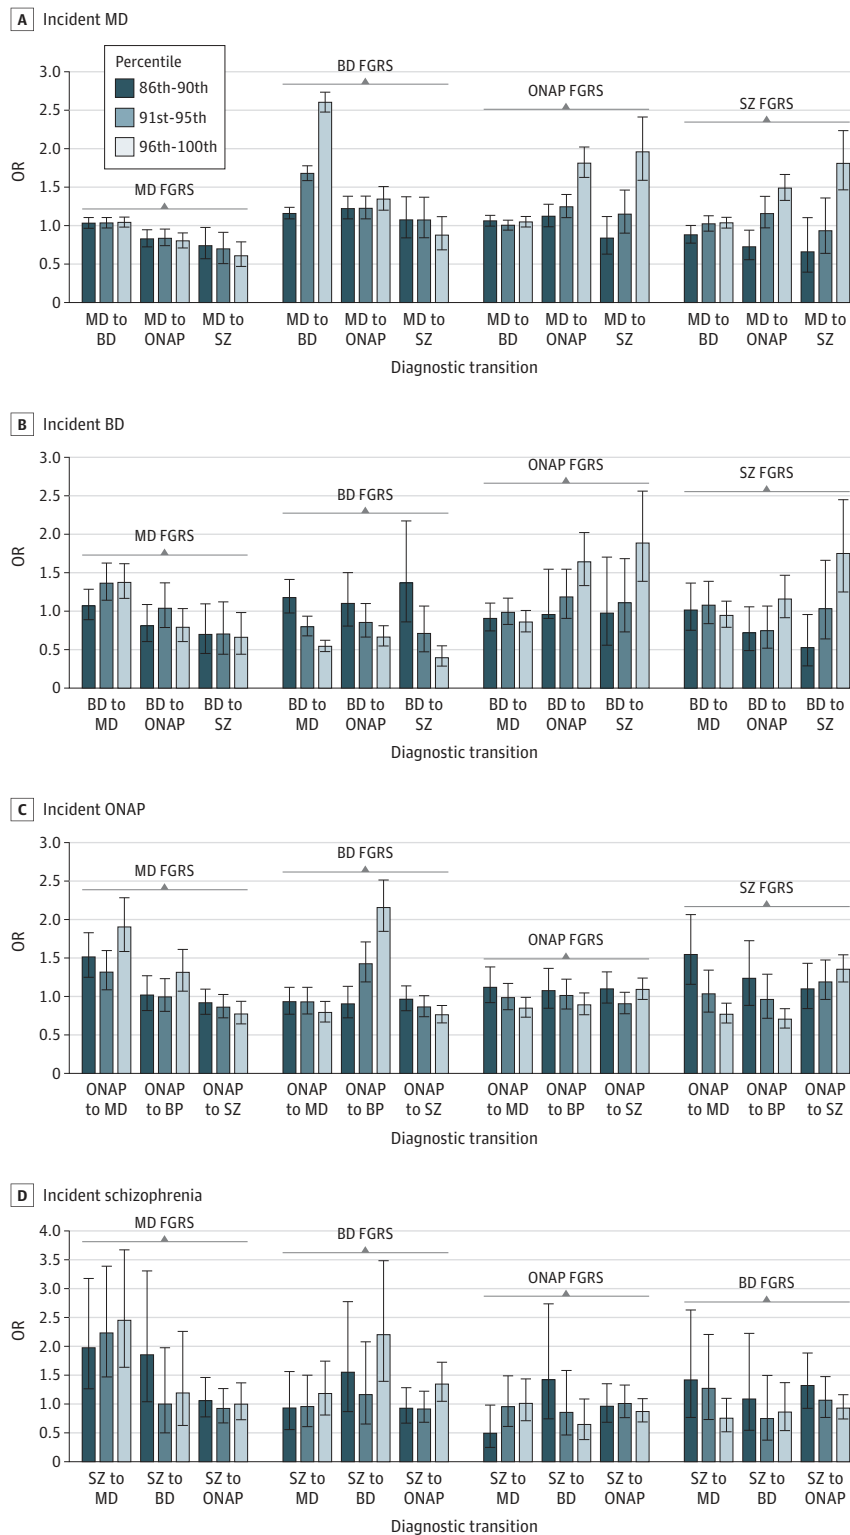 A Incident MD
Percentile
86th-90th
91st-95th
96th-100th
OR
3.0
2.5
2.0
1.5
1.0
0.5
0
MD FGRS
BD FGRS
ONAP FGRS
SZ FGRS
MD to BD
MD to ONAP
MD to SZ
MD to BD
MD to ONAP
MD to SZ
MD to BD
MD to ONAP
MD to SZ
MD to BD
MD to ONAP
MD to SZ
Diagnostic transition
B Incident BD
OR
3.0
2.5
2.0
1.5
1.0
0.5
0
MD FGRS
BD FGRS
ONAP FGRS
SZ FGRS
BD to MD
BD to ONAP
BD to SZ
BD to MD
BD to ONAP
BD to SZ
BD to MD
BD to ONAP
BD to SZ
BD to MD
BD to ONAP
BD to SZ
Diagnostic transition
C Incident ONAP
OR
3.0
2.5
2.0
1.5
1.0
0.5
0
MD FGRS
BD FGRS
ONAP FGRS
SZ FGRS
ONAP to MD
ONAP to BP
ONAP to SZ
ONAP to MD
ONAP to BP
ONAP to SZ
ONAP to MD
ONAP to BP
ONAP to SZ
ONAP to MD
ONAP to BP
ONAP to SZ
Diagnostic transition
D Incident schizophrenia
OR
4.0
3.5
3.0
2.5
2.0
1.5
1.0
0.5
0
MD FGRS
BD FGRS
ONAP FGRS
BD FGRS
SZ to MD
SZ to BD
SZ to ONAP
SZ to MD
SZ to BD
SZ to ONAP
SZ to MD
SZ to BD
SZ to ONAP
SZ to MD
SZ to BD
SZ to ONAP
Diagnostic transition